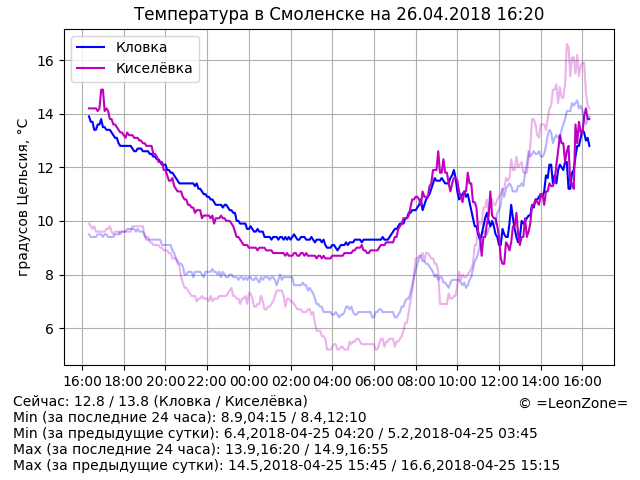 Температура в Смоленске на 26.04.2018 16:20
Кловка
Киселёвка
градусов Цельсия, °C
16
14
12
10
8
6
16:00 18:00 20:00 22:00 00:00 02:00 04:00 06:00 08:00 10:00 12:00 14:00 16:00
Сейчас: 12.8 / 13.8 (Кловка / Киселёвка)
© =LeonZone=
Min (за последние 24 часа): 8.9,04:15 / 8.4,12:10
Min (за предыдущие сутки): 6.4,2018-04-25 04:20 / 5.2,2018-04-25 03:45
Max (за последние 24 часа): 13.9,16:20 / 14.9,16:55
Max (за предыдущие сутки): 14.5,2018-04-25 15:45 / 16.6,2018-04-25 15:15